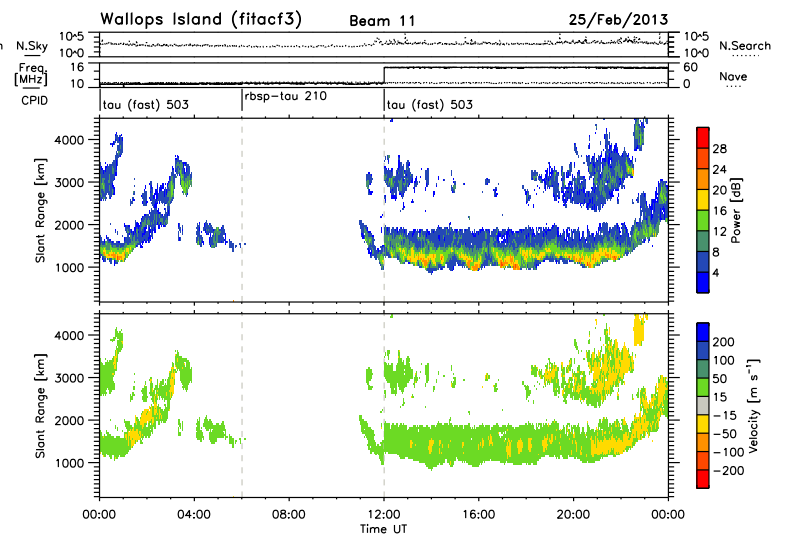 Wallops Island (fitacf3) Beam 11 25/Feb/2013
n N.Sky 10^5 10^0 10^5 10^0 N.Search
Freq. [MHz] 16 10 60 0 Nave
CPID tau (fast) 503 rbsp-tau 210 tau (fast) 503
Slant Range [km]
4000
3000
2000
1000
28
24
20
16
12
8
4
Power [dB]
Slant Range [km]
4000
3000
2000
1000
200
100
50
15
-15
-50
-100
-200
Velocity [m s⁻¹]
00:00 04:00 08:00 12:00 16:00 20:00 00:00
Time UT